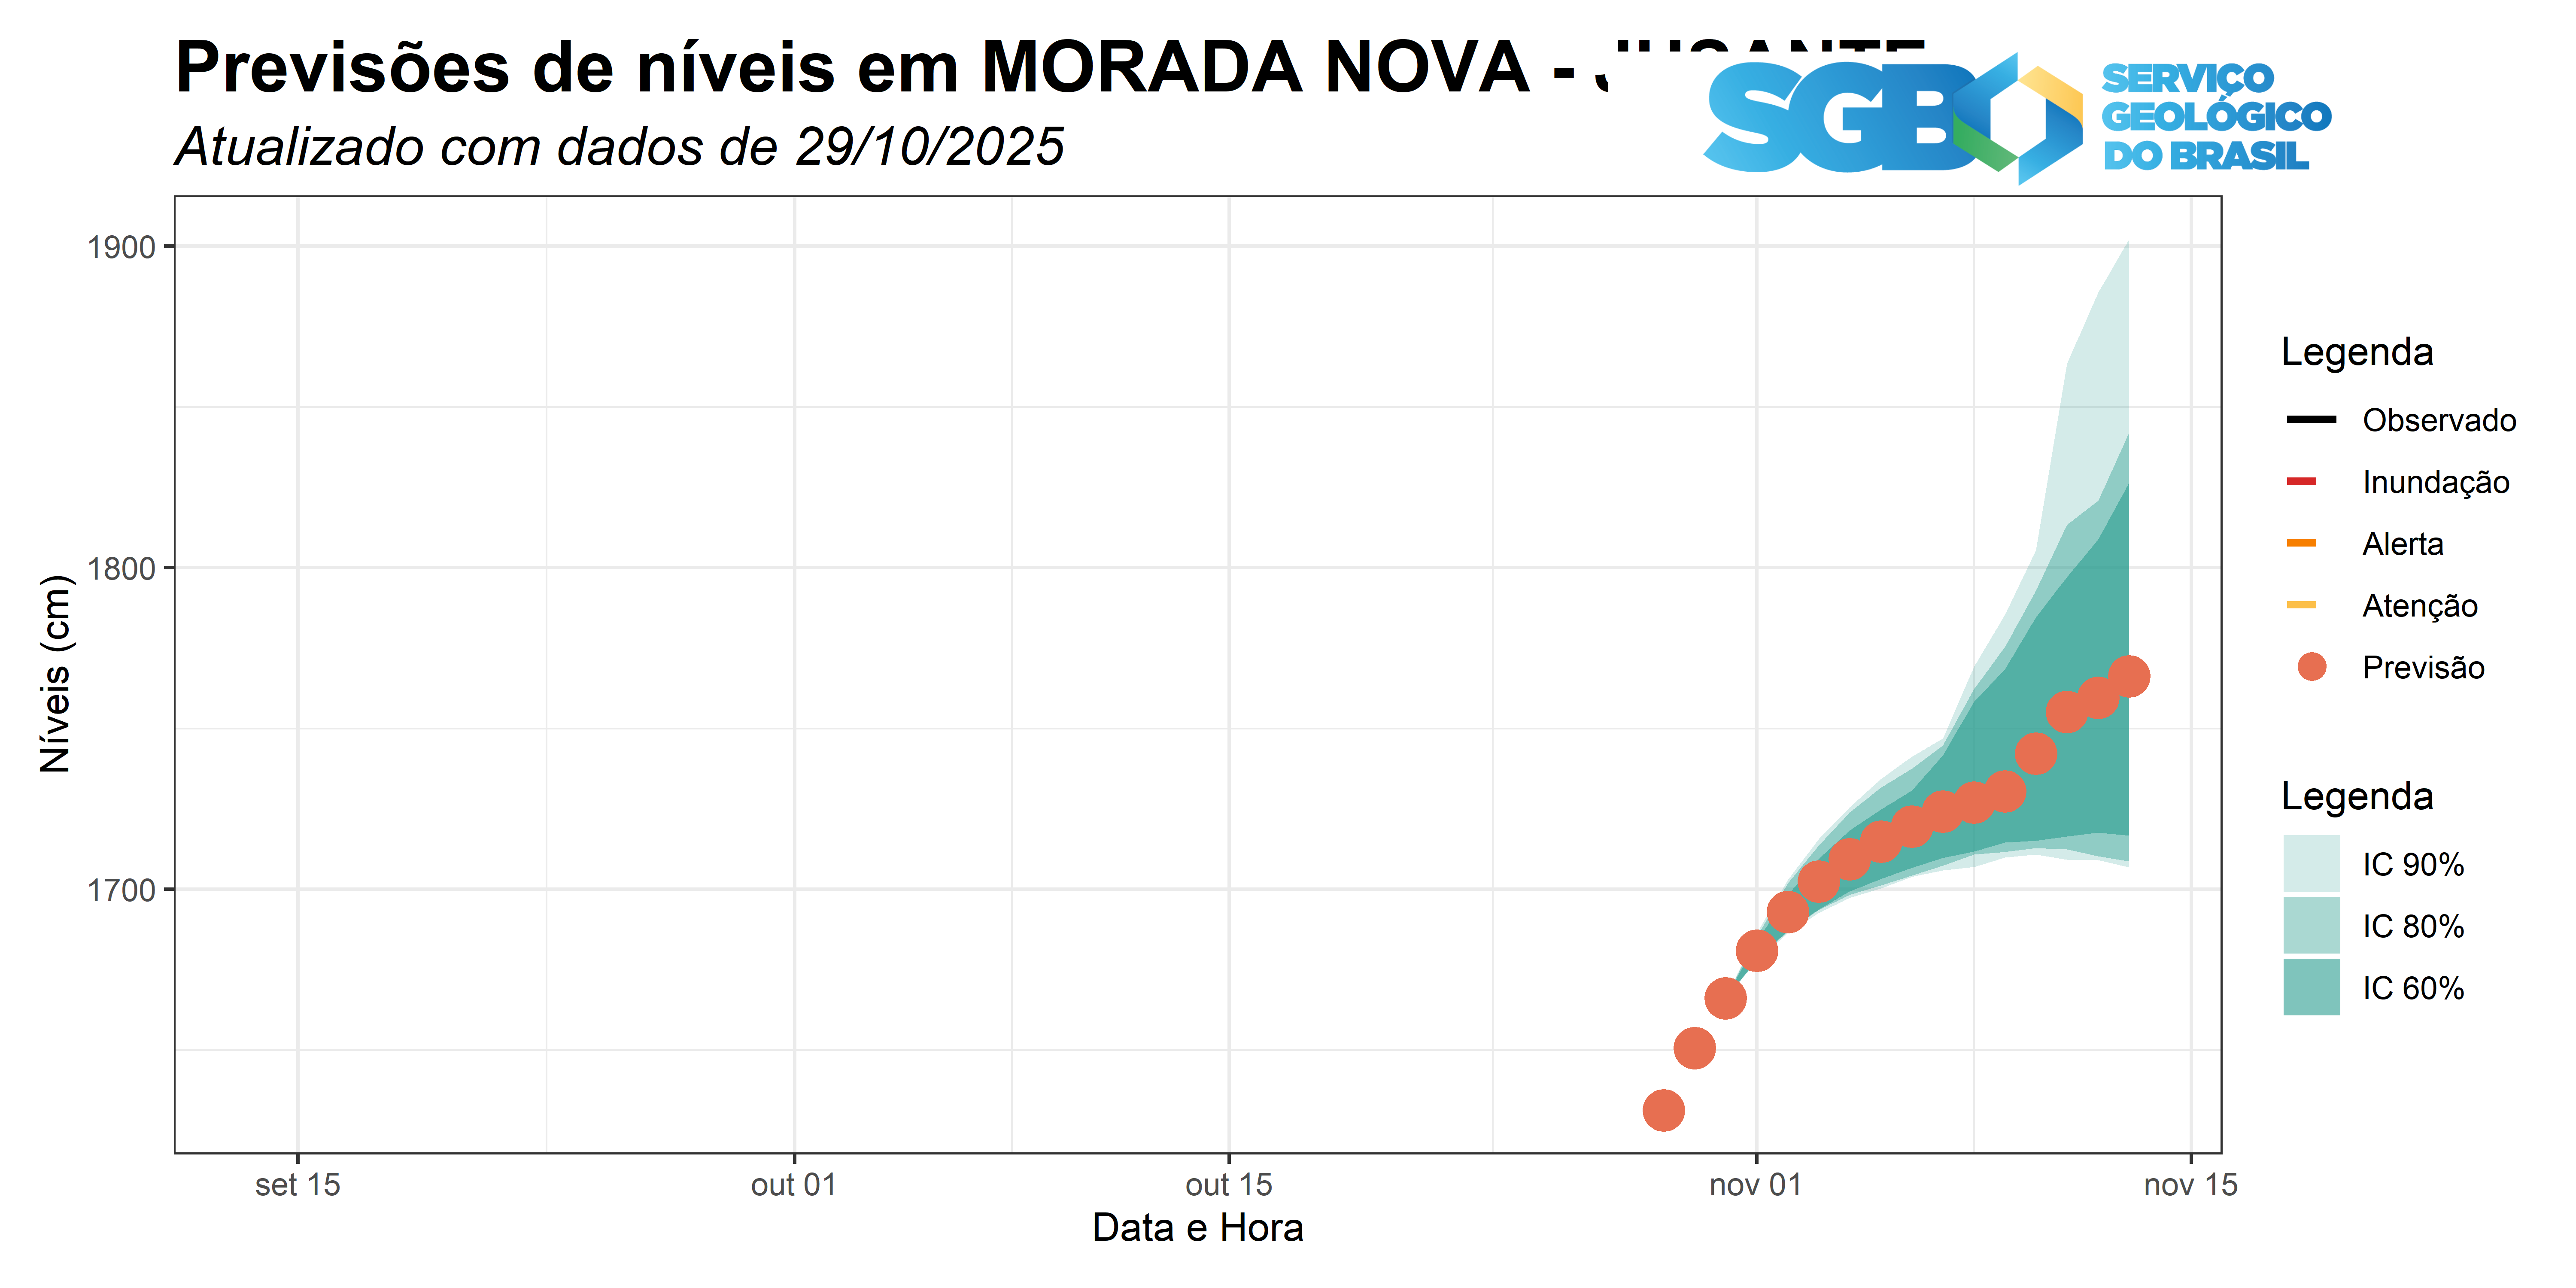 Previsões de níveis em MORADA NOVA - JUSANTE
Atualizado com dados de 29/10/2025
SGB
SERVIÇO
GEOLÓGICO
DO BRASIL
1900
1800
1700
Níveis (cm)
set 15
out 01
out 15
nov 01
nov 15
Data e Hora
Legenda
Observado
Inundação
Alerta
Atenção
Previsão
Legenda
IC 90%
IC 80%
IC 60%